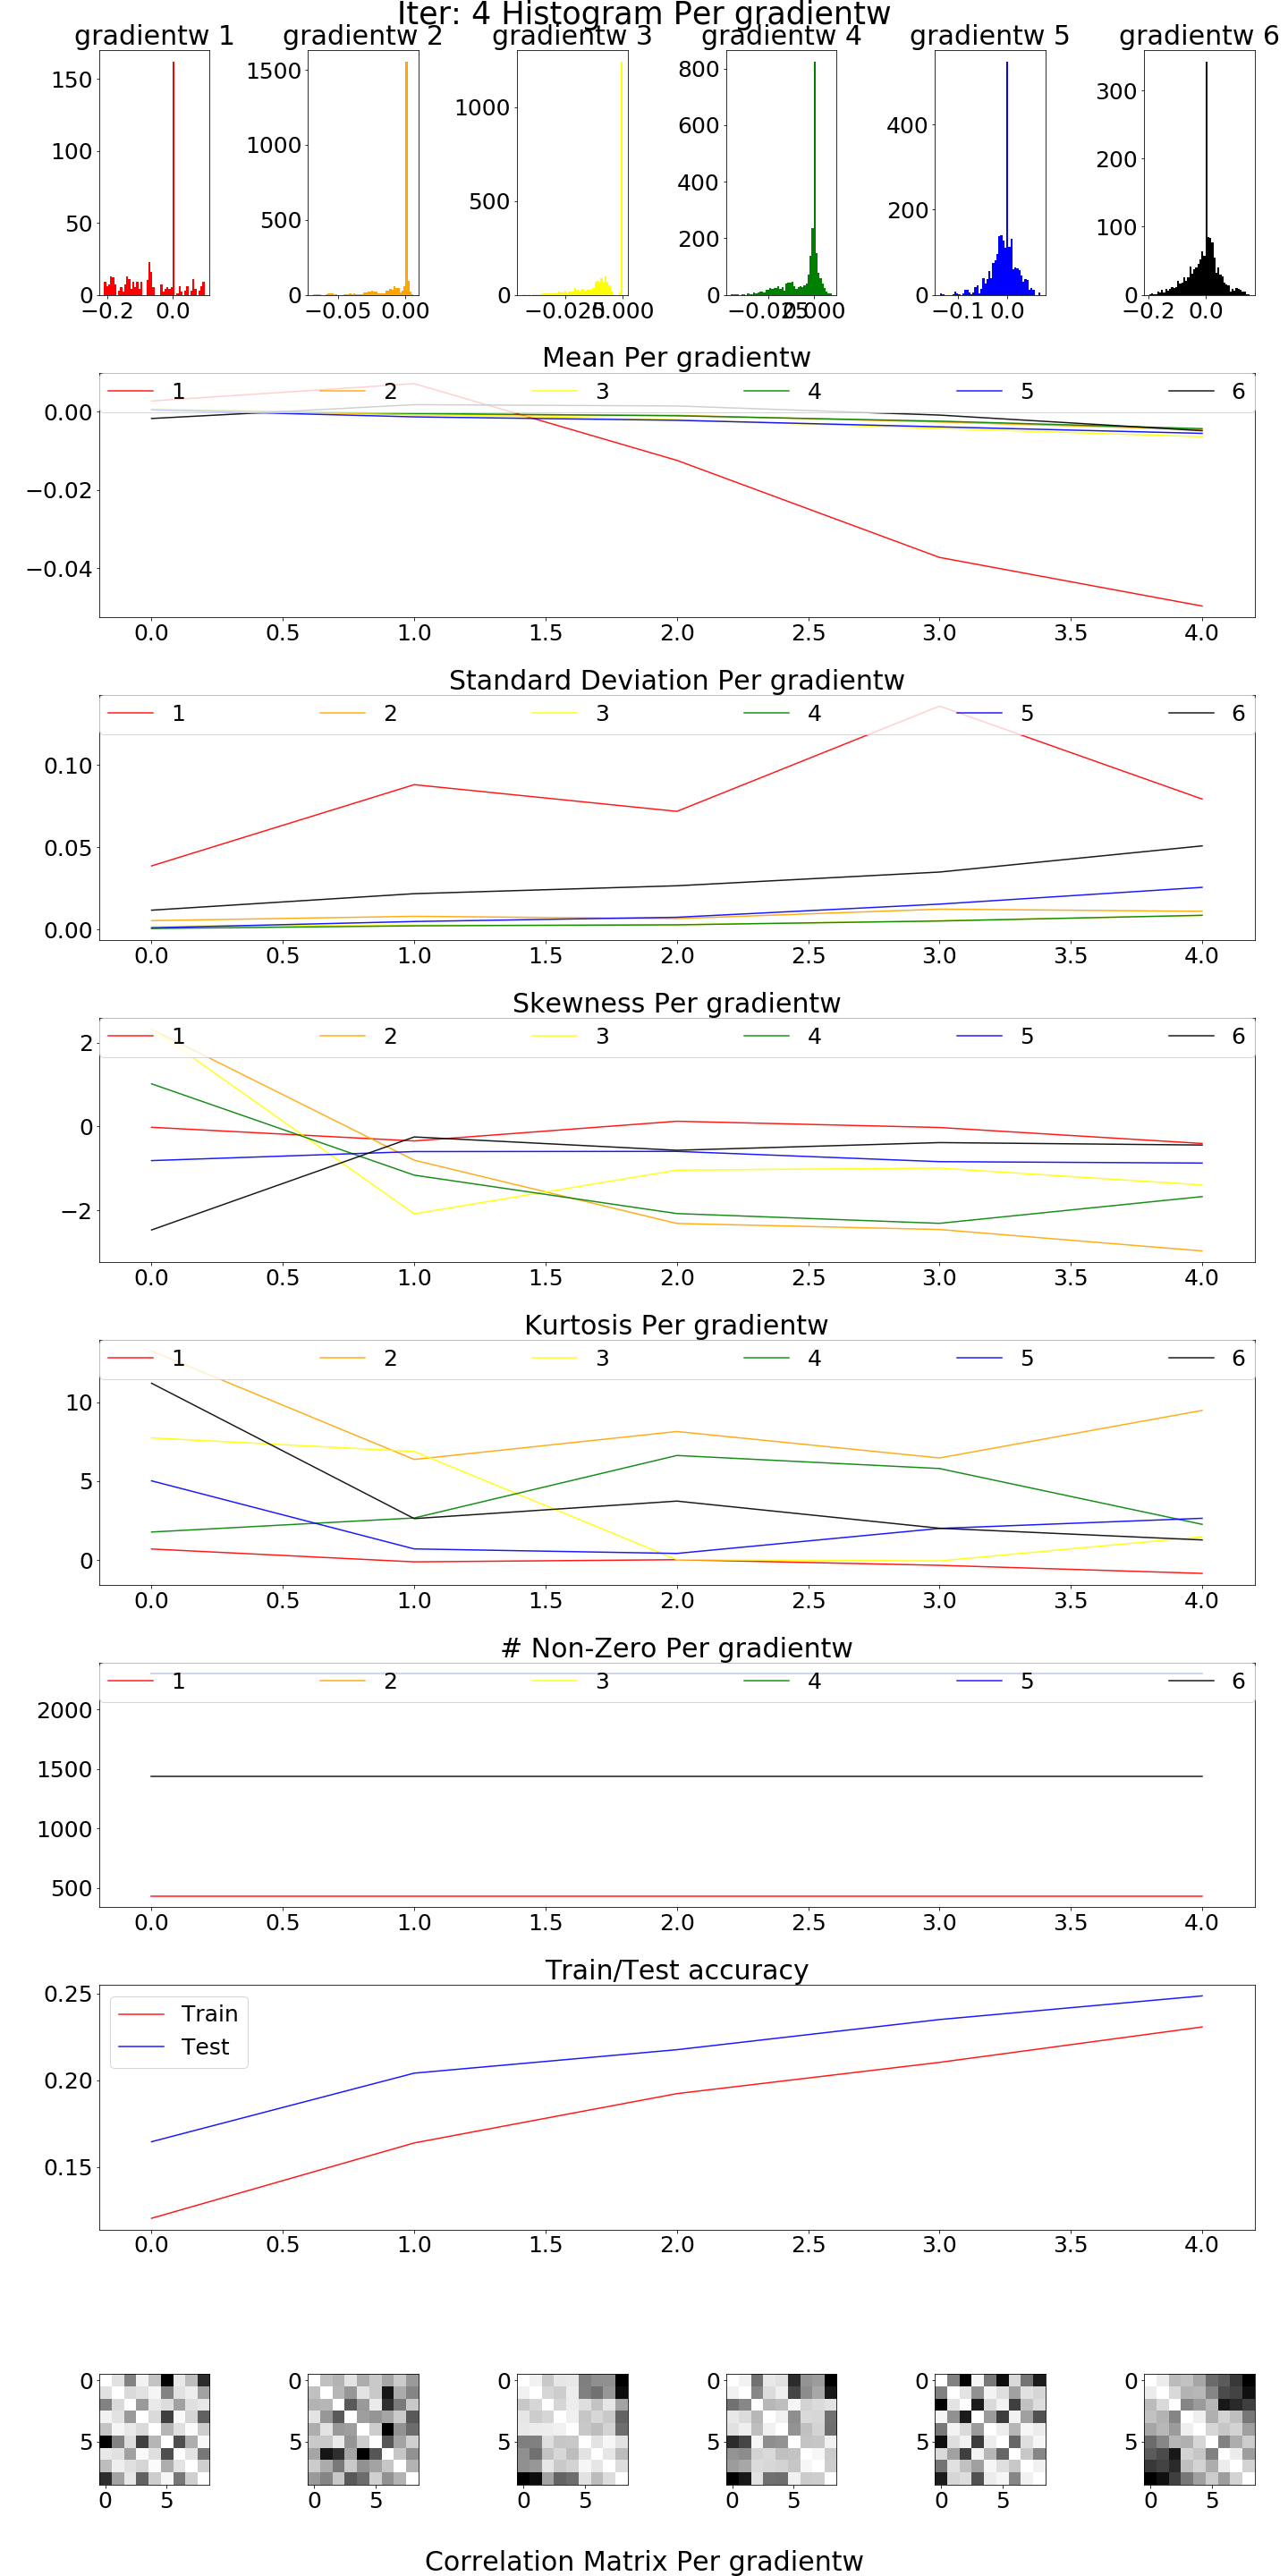 Iter: 4 Histogram Per gradientw
gradientw 1 gradientw 2 gradientw 3 gradientw 4 gradientw 5 gradientw 6
150
100
50
0
−0.2 0.0
1500
1000
500
0
−0.05 0.00
1000
500
0
−0.025 0.000
800
600
400
200
0
−0.025 0.000
400
200
0
−0.1 0.0
300
200
100
0
−0.2 0.0
Mean Per gradientw
1 2 3 4 5 6
0.00
−0.02
−0.04
0.0 0.5 1.0 1.5 2.0 2.5 3.0 3.5 4.0
Standard Deviation Per gradientw
1 2 3 4 5 6
0.10
0.05
0.00
0.0 0.5 1.0 1.5 2.0 2.5 3.0 3.5 4.0
Skewness Per gradientw
1 2 3 4 5 6
2
0
−2
0.0 0.5 1.0 1.5 2.0 2.5 3.0 3.5 4.0
Kurtosis Per gradientw
1 2 3 4 5 6
10
5
0
0.0 0.5 1.0 1.5 2.0 2.5 3.0 3.5 4.0
# Non-Zero Per gradientw
1 2 3 4 5 6
2000
1500
1000
500
0.0 0.5 1.0 1.5 2.0 2.5 3.0 3.5 4.0
Train/Test accuracy
Train
Test
0.25
0.20
0.15
0.0 0.5 1.0 1.5 2.0 2.5 3.0 3.5 4.0
0 0 0 0 0 0
5 5 5 5 5 5
0 5 0 5 0 5 0 5 0 5 0 5
Correlation Matrix Per gradientw